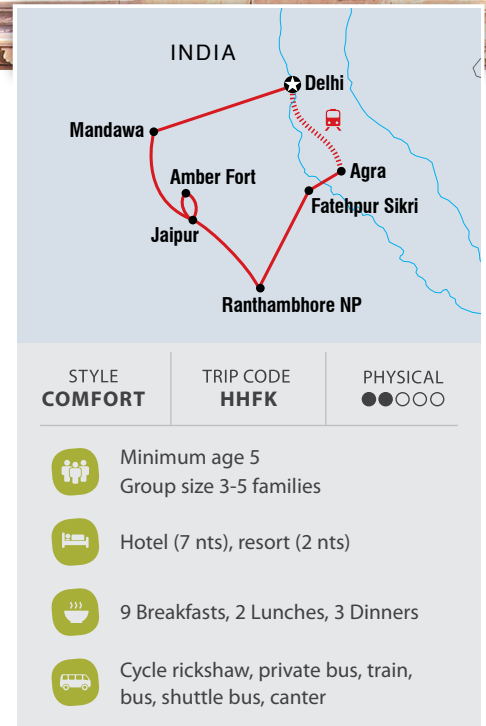 INDIA
Delhi
Mandawa
Agra
Amber Fort
Fatehpur Sikri
Jaipur
Ranthambhore NP
STYLE
COMFORT
TRIP CODE
HHFK
PHYSICAL
Minimum age 5
Group size 3-5 families
Hotel (7 nts), resort (2 nts)
9 Breakfasts, 2 Lunches, 3 Dinners
Cycle rickshaw, private bus, train,
bus, shuttle bus, canter